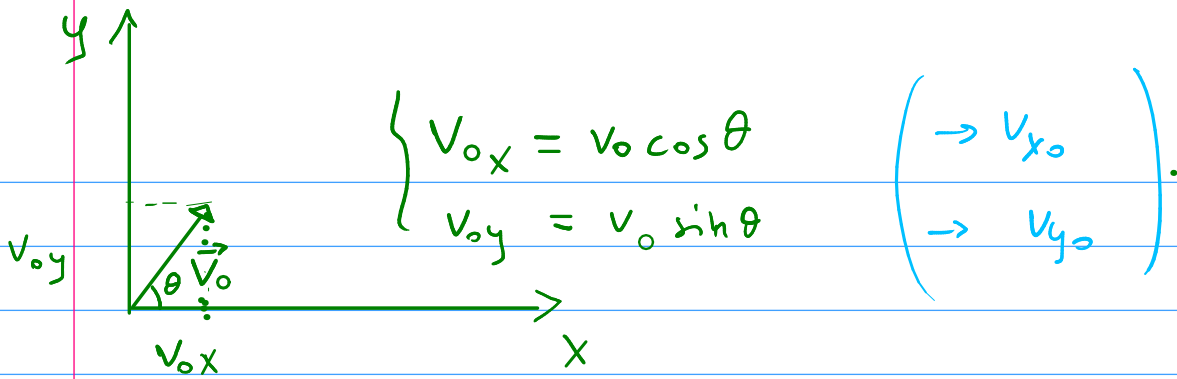 y
V₀ₓ = v₀ cos θ
( → Vₓ₀ )
v₀y = v₀ sin θ
→ Vy₀
v₀y
θ
V⃗₀
v₀x
X